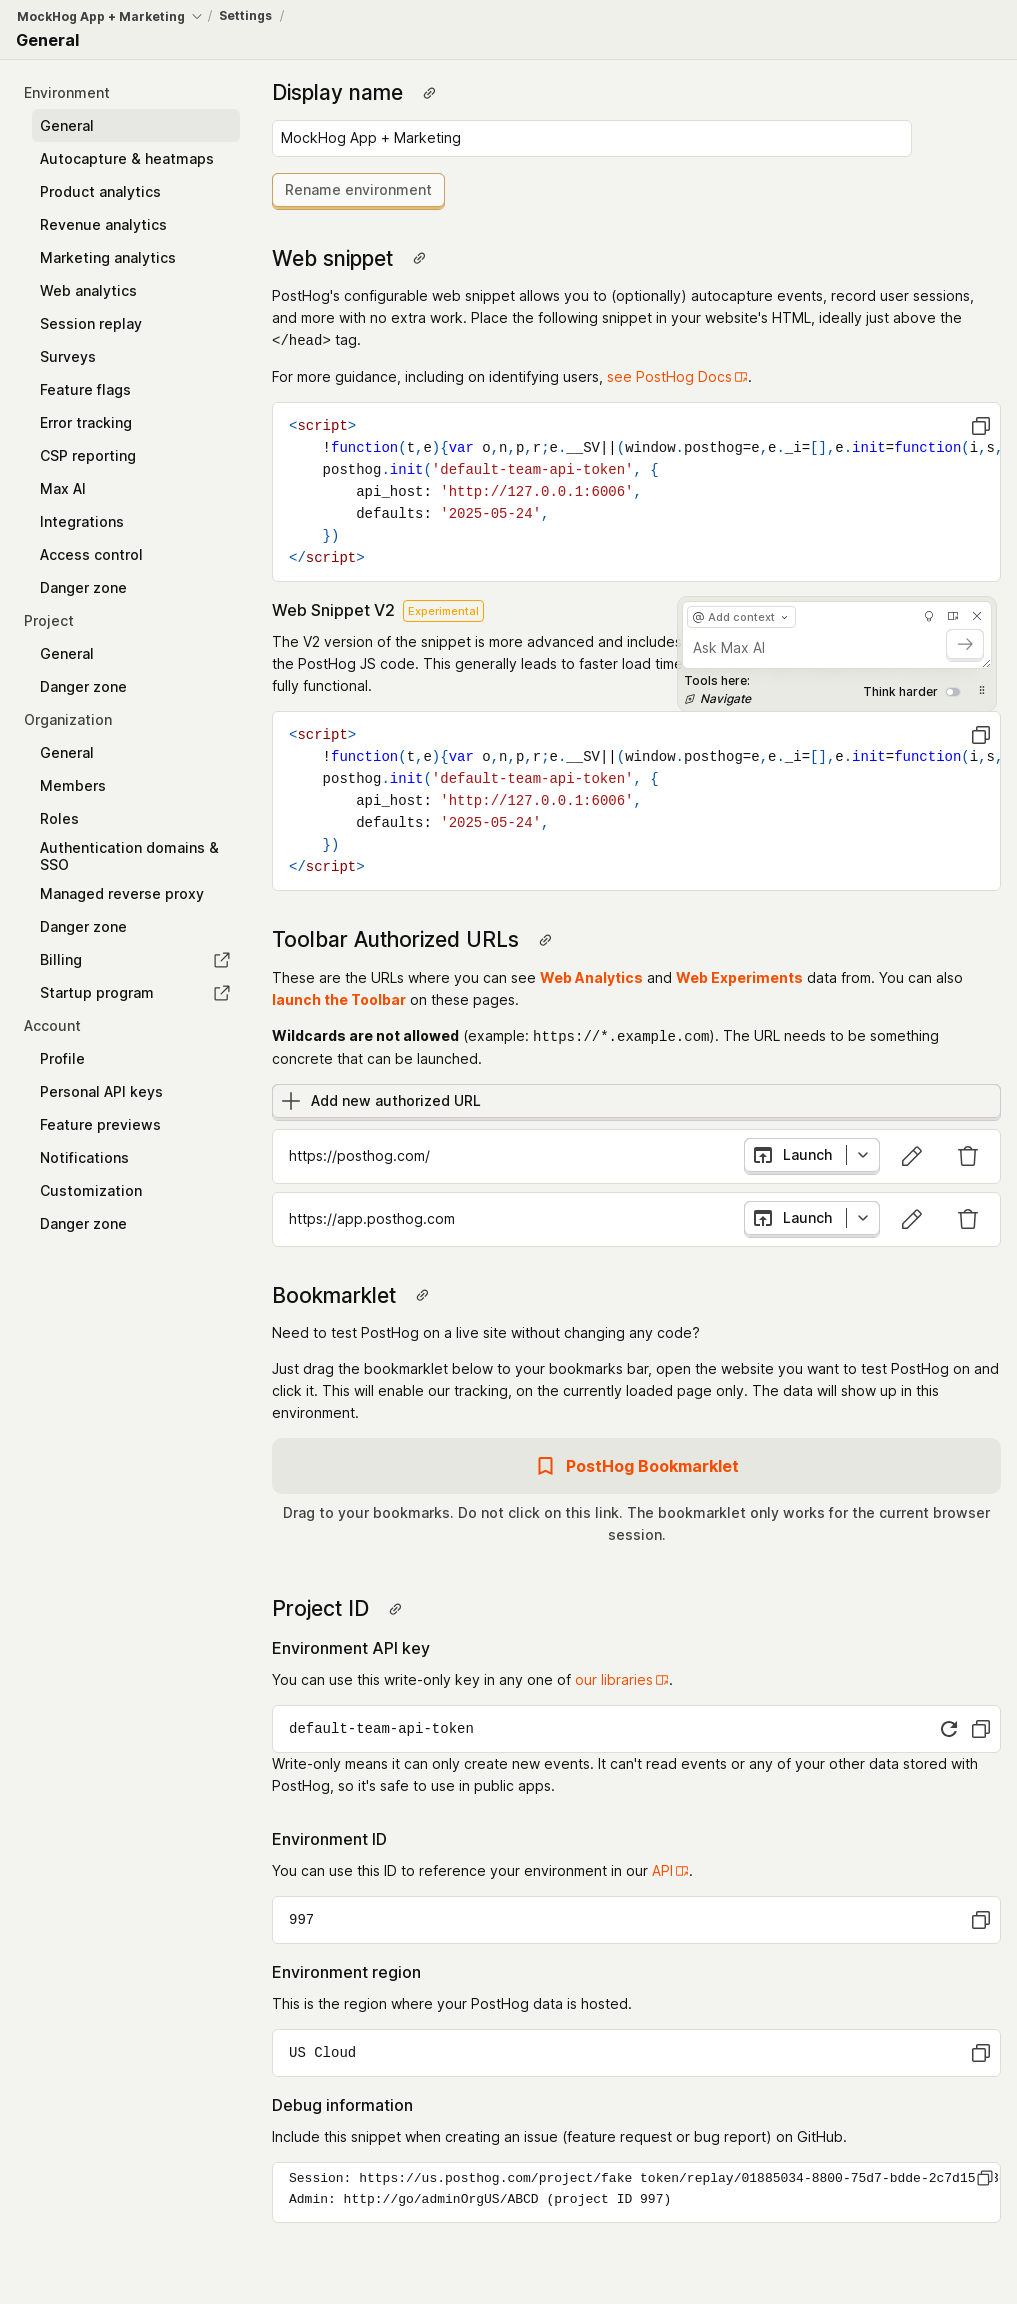 MockHog App + Marketing / Settings /
General
Environment
General
Autocapture & heatmaps
Product analytics
Revenue analytics
Marketing analytics
Web analytics
Session replay
Surveys
Feature flags
Error tracking
CSP reporting
Max AI
Integrations
Access control
Danger zone
Project
General
Danger zone
Organization
General
Members
Roles
Authentication domains &
SSO
Managed reverse proxy
Danger zone
Billing
Startup program
Account
Profile
Personal API keys
Feature previews
Notifications
Customization
Danger zone
Display name
MockHog App + Marketing
Rename environment
Web snippet
PostHog's configurable web snippet allows you to (optionally) autocapture events, record user sessions,
and more with no extra work. Place the following snippet in your website's HTML, ideally just above the
</head> tag.
For more guidance, including on identifying users, see PostHog Docs.
<script>
!function(t,e){var o,n,p,r;e.__SV||(window.posthog=e,e._i=[],e.init=function(i,s,
posthog.init('default-team-api-token', {
api_host: 'http://127.0.0.1:6006',
defaults: '2025-05-24',
})
</script>
Web Snippet V2 Experimental
The V2 version of the snippet is more advanced and includes
the PostHog JS code. This generally leads to faster load time
fully functional.
@ Add context
Ask Max AI
Tools here:
Navigate
Think harder
<script>
!function(t,e){var o,n,p,r;e.__SV||(window.posthog=e,e._i=[],e.init=function(i,s,
posthog.init('default-team-api-token', {
api_host: 'http://127.0.0.1:6006',
defaults: '2025-05-24',
})
</script>
Toolbar Authorized URLs
These are the URLs where you can see Web Analytics and Web Experiments data from. You can also
launch the Toolbar on these pages.
Wildcards are not allowed (example: https://*.example.com). The URL needs to be something
concrete that can be launched.
Add new authorized URL
https://posthog.com/ Launch
https://app.posthog.com Launch
Bookmarklet
Need to test PostHog on a live site without changing any code?
Just drag the bookmarklet below to your bookmarks bar, open the website you want to test PostHog on and
click it. This will enable our tracking, on the currently loaded page only. The data will show up in this
environment.
PostHog Bookmarklet
Drag to your bookmarks. Do not click on this link. The bookmarklet only works for the current browser
session.
Project ID
Environment API key
You can use this write-only key in any one of our libraries.
default-team-api-token
Write-only means it can only create new events. It can't read events or any of your other data stored with
PostHog, so it's safe to use in public apps.
Environment ID
You can use this ID to reference your environment in our API.
997
Environment region
This is the region where your PostHog data is hosted.
US Cloud
Debug information
Include this snippet when creating an issue (feature request or bug report) on GitHub.
Session: https://us.posthog.com/project/fake token/replay/01885034-8800-75d7-bdde-2c7d15
Admin: http://go/adminOrgUS/ABCD (project ID 997)